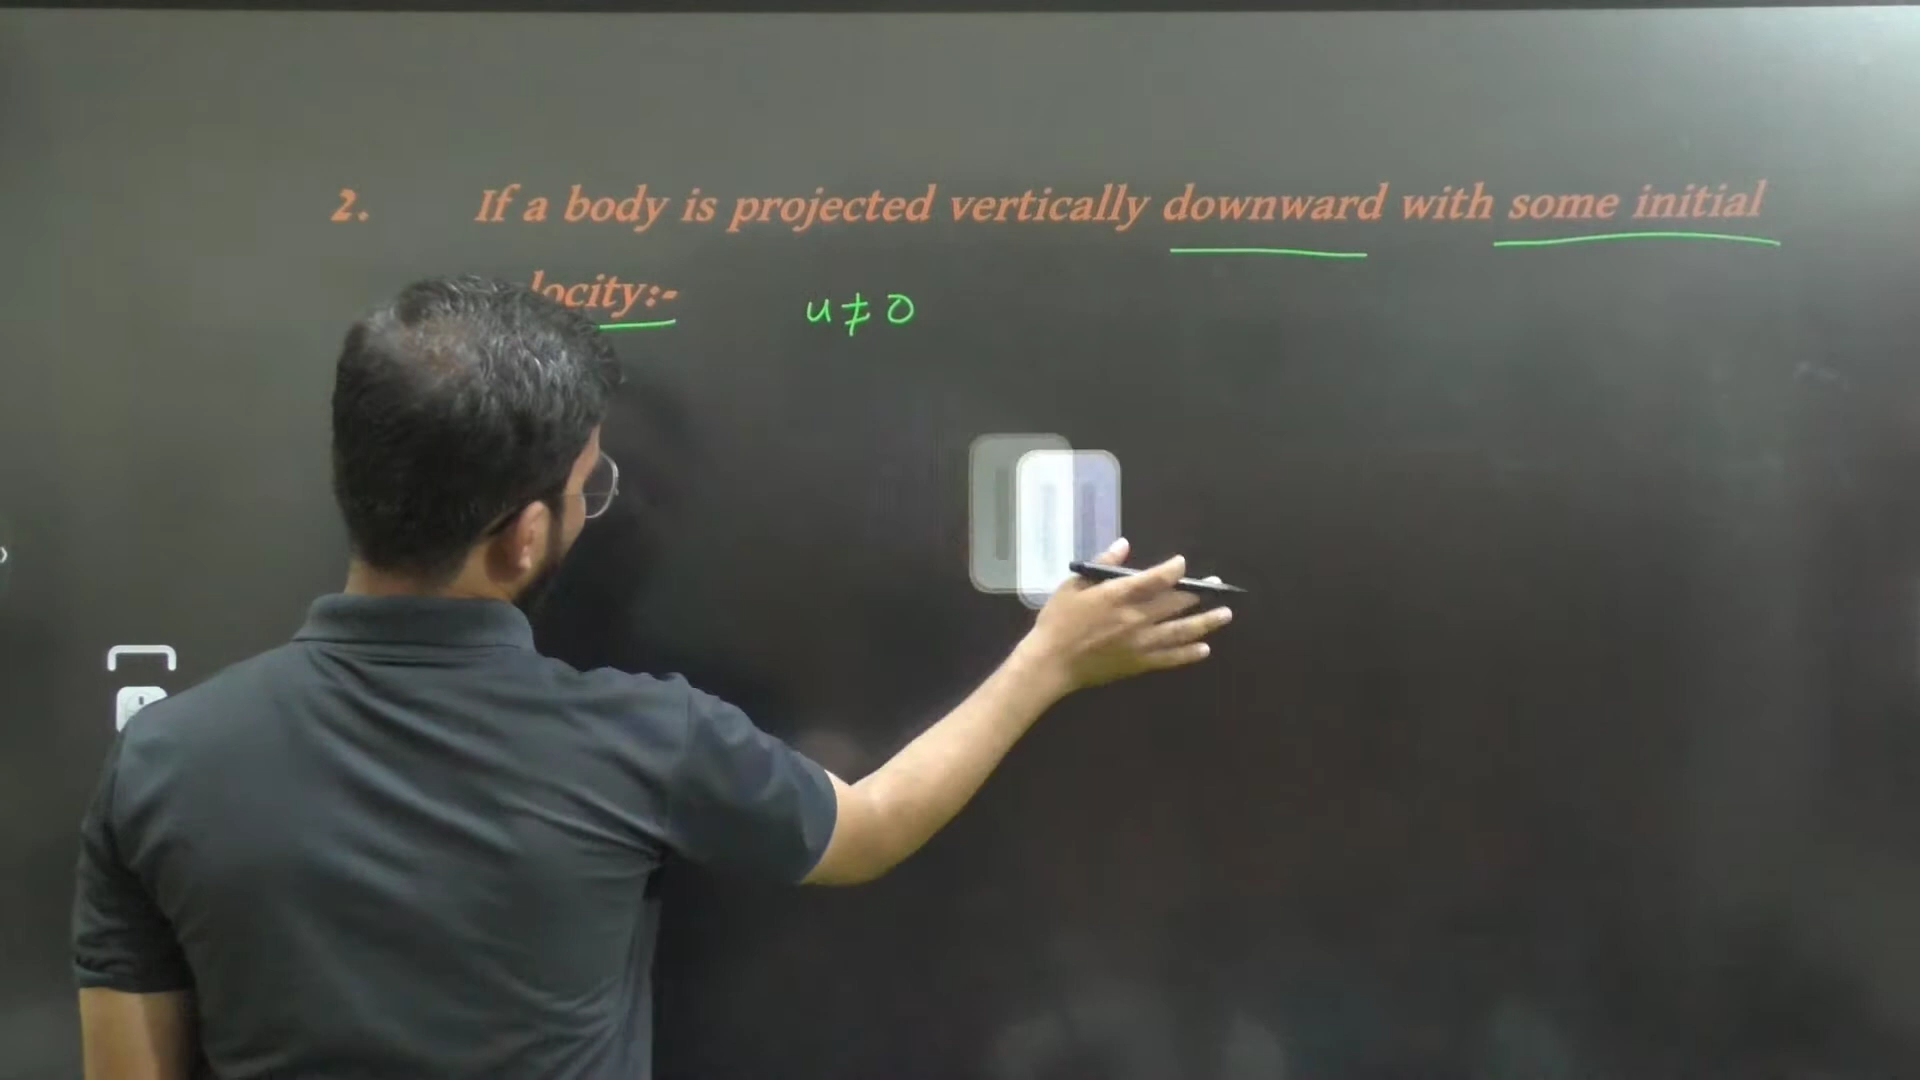 2. If a body is projected vertically downward with some initial
locity:- u ≠ 0